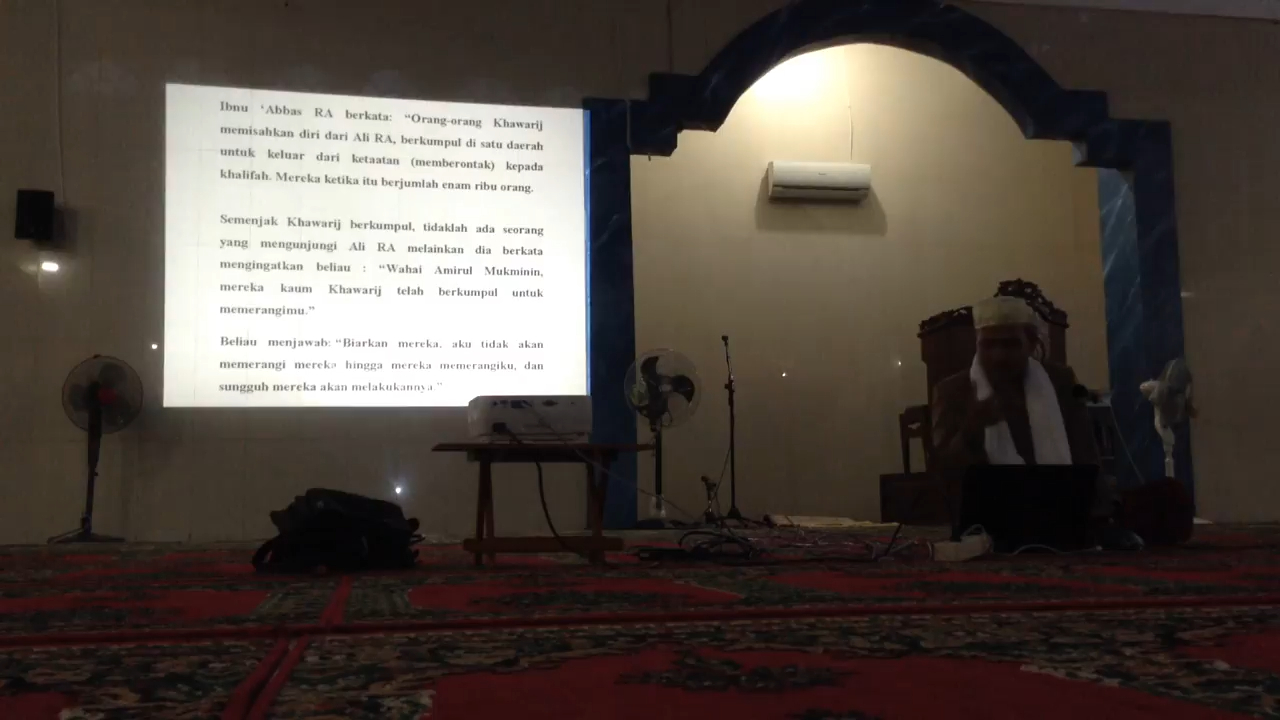 Ibnu ‘Abbas RA berkata: “Orang-orang Khawarij
memisahkan diri dari Ali RA, berkumpul di satu daerah
untuk keluar dari ketaatan (memberontak) kepada
khalifah. Mereka ketika itu berjumlah enam ribu orang.
Semenjak Khawarij berkumpul, tidaklah ada seorang
yang mengunjungi Ali RA melainkan dia berkata
mengingatkan beliau : “Wahai Amirul Mukminin,
mereka kaum Khawarij telah berkumpul untuk
memerangimu.”
Beliau menjawab: “Biarkan mereka, aku tidak akan
memerangi mereka hingga mereka memerangiku, dan
sungguh mereka akan melakukannya.”